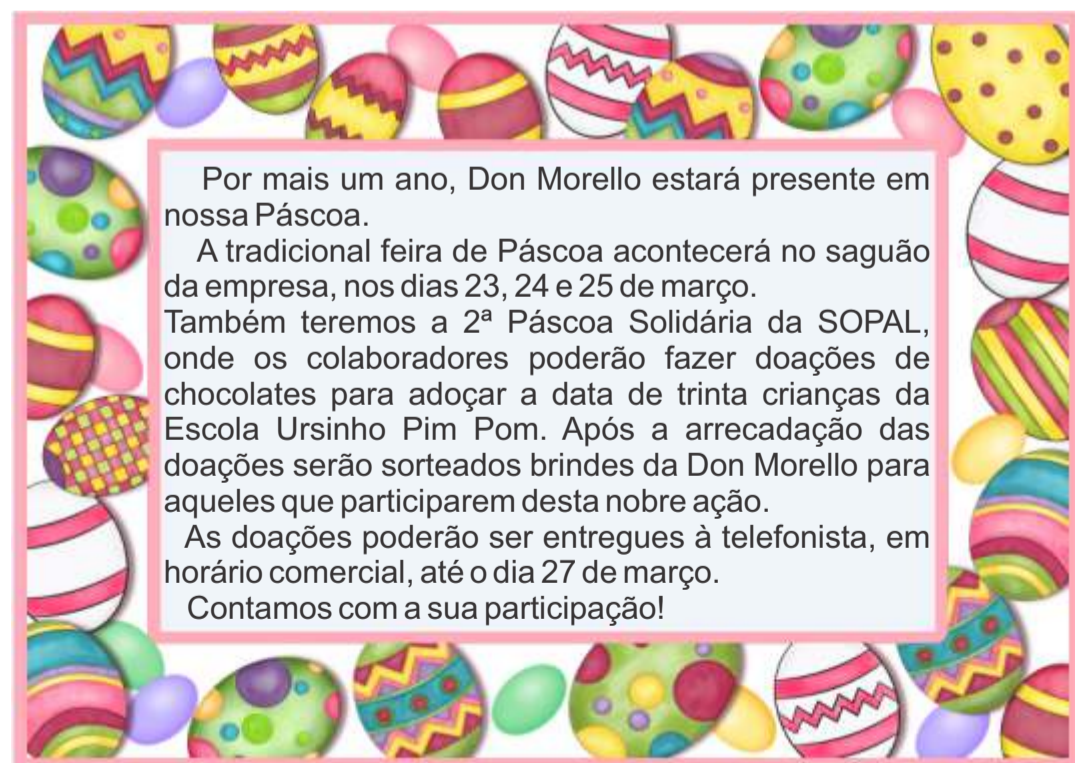 Por mais um ano, Don Morello estará presente em
nossa Páscoa.
A tradicional feira de Páscoa acontecerá no saguão
da empresa, nos dias 23, 24 e 25 de março.
Também teremos a 2ª Páscoa Solidária da SOPAL,
onde os colaboradores poderão fazer doações de
chocolates para adoçar a data de trinta crianças da
Escola Ursinho Pim Pom. Após a arrecadação das
doações serão sorteados brindes da Don Morello para
aqueles que participarem desta nobre ação.
As doações poderão ser entregues à telefonista, em
horário comercial, até o dia 27 de março.
Contamos com a sua participação!